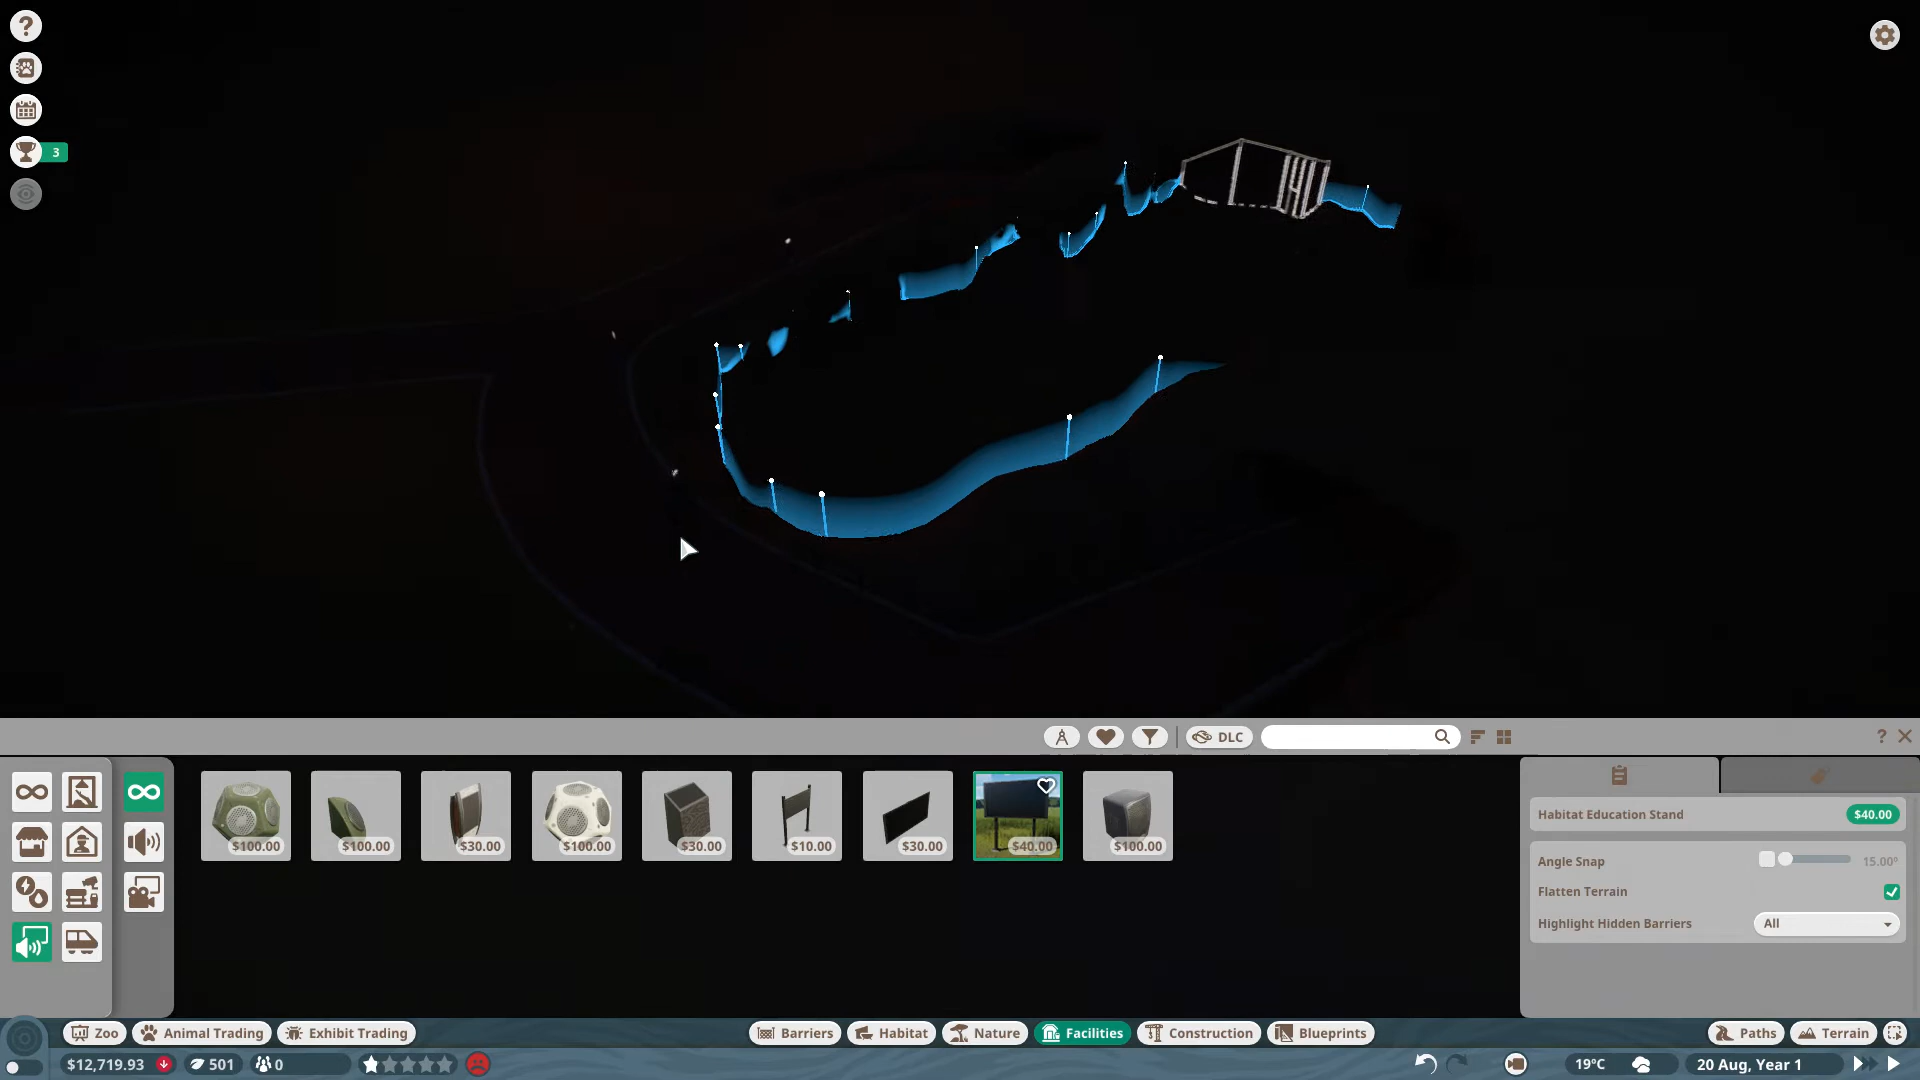 ?
3
DLC
?
$100.00
$100.00
$30.00
$100.00
$30.00
$10.00
$30.00
$40.00
$100.00
Habitat Education Stand
$40.00
Angle Snap
15.00º
Flatten Terrain
Highlight Hidden Barriers
All
Zoo
Animal Trading
Exhibit Trading
Barriers
Habitat
Nature
Facilities
Construction
Blueprints
Paths
Terrain
$12,719.93
501
0
19ºC
20 Aug, Year 1